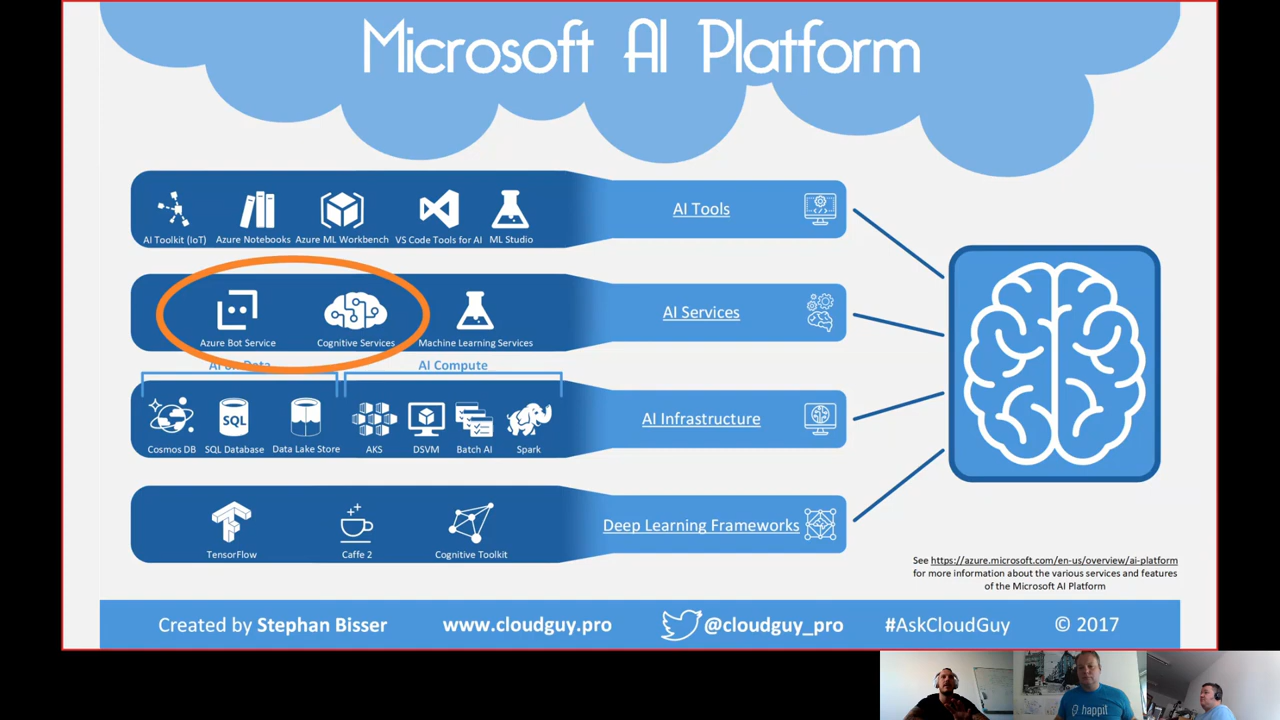 Microsoft AI Platform
AI Toolkit (IoT)
Azure Notebooks
Azure ML Workbench
VS Code Tools for AI
ML Studio
AI Tools
Azure Bot Service
Cognitive Services
Machine Learning Services
AI Services
AI on Data
AI Compute
SQL
Cosmos DB
SQL Database
Data Lake Store
AKS
DSVM
Batch AI
Spark
AI Infrastructure
TensorFlow
Caffe 2
Cognitive Toolkit
Deep Learning Frameworks
See https://azure.microsoft.com/en-us/overview/ai-platform
for more information about the various services and features
of the Microsoft AI Platform
Created by Stephan Bisser
www.cloudguy.pro
@cloudguy_pro
#AskCloudGuy
© 2017
happit